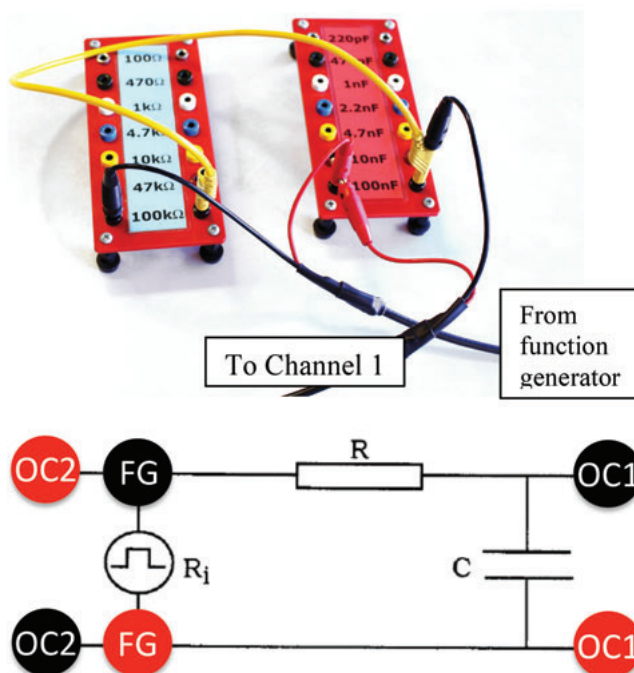 100Ω
470Ω
1kΩ
4.7kΩ
10kΩ
47kΩ
100kΩ
220pF
1nF
2.2nF
4.7nF
10nF
100nF
To Channel 1
From
function
generator
OC2 FG R OC1
Ri C
OC2 FG OC1